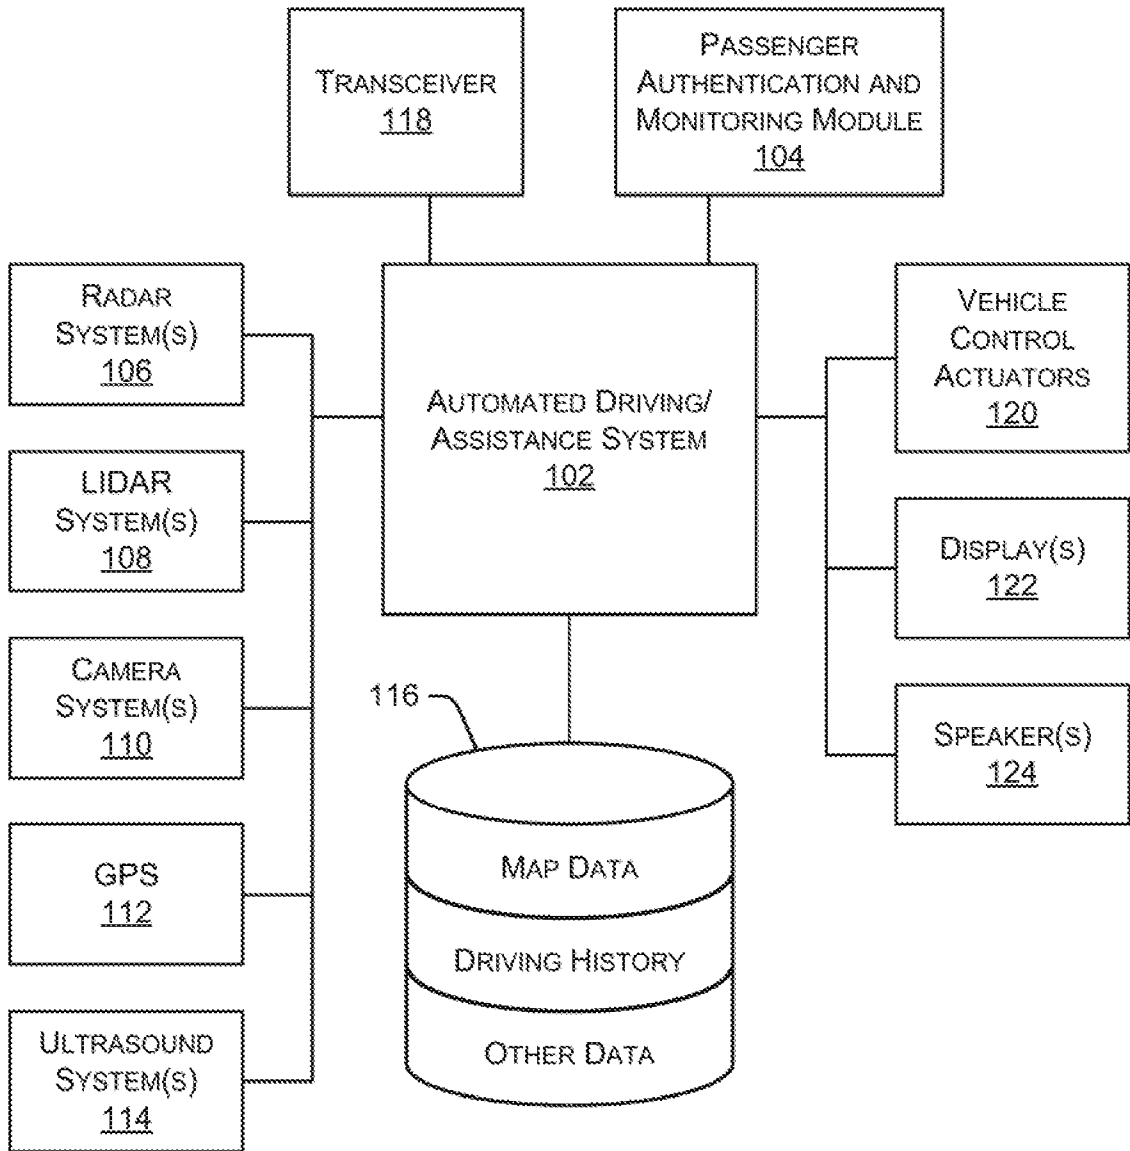 TRANSCEIVER
118
PASSENGER
AUTHENTICATION AND
MONITORING MODULE
104
RADAR
SYSTEM(S)
106
LIDAR
SYSTEM(S)
108
CAMERA
SYSTEM(S)
110
GPS
112
ULTRASOUND
SYSTEM(S)
114
AUTOMATED DRIVING/
ASSISTANCE SYSTEM
102
116
MAP DATA
DRIVING HISTORY
OTHER DATA
VEHICLE
CONTROL
ACTUATORS
120
DISPLAY(S)
122
SPEAKER(S)
124